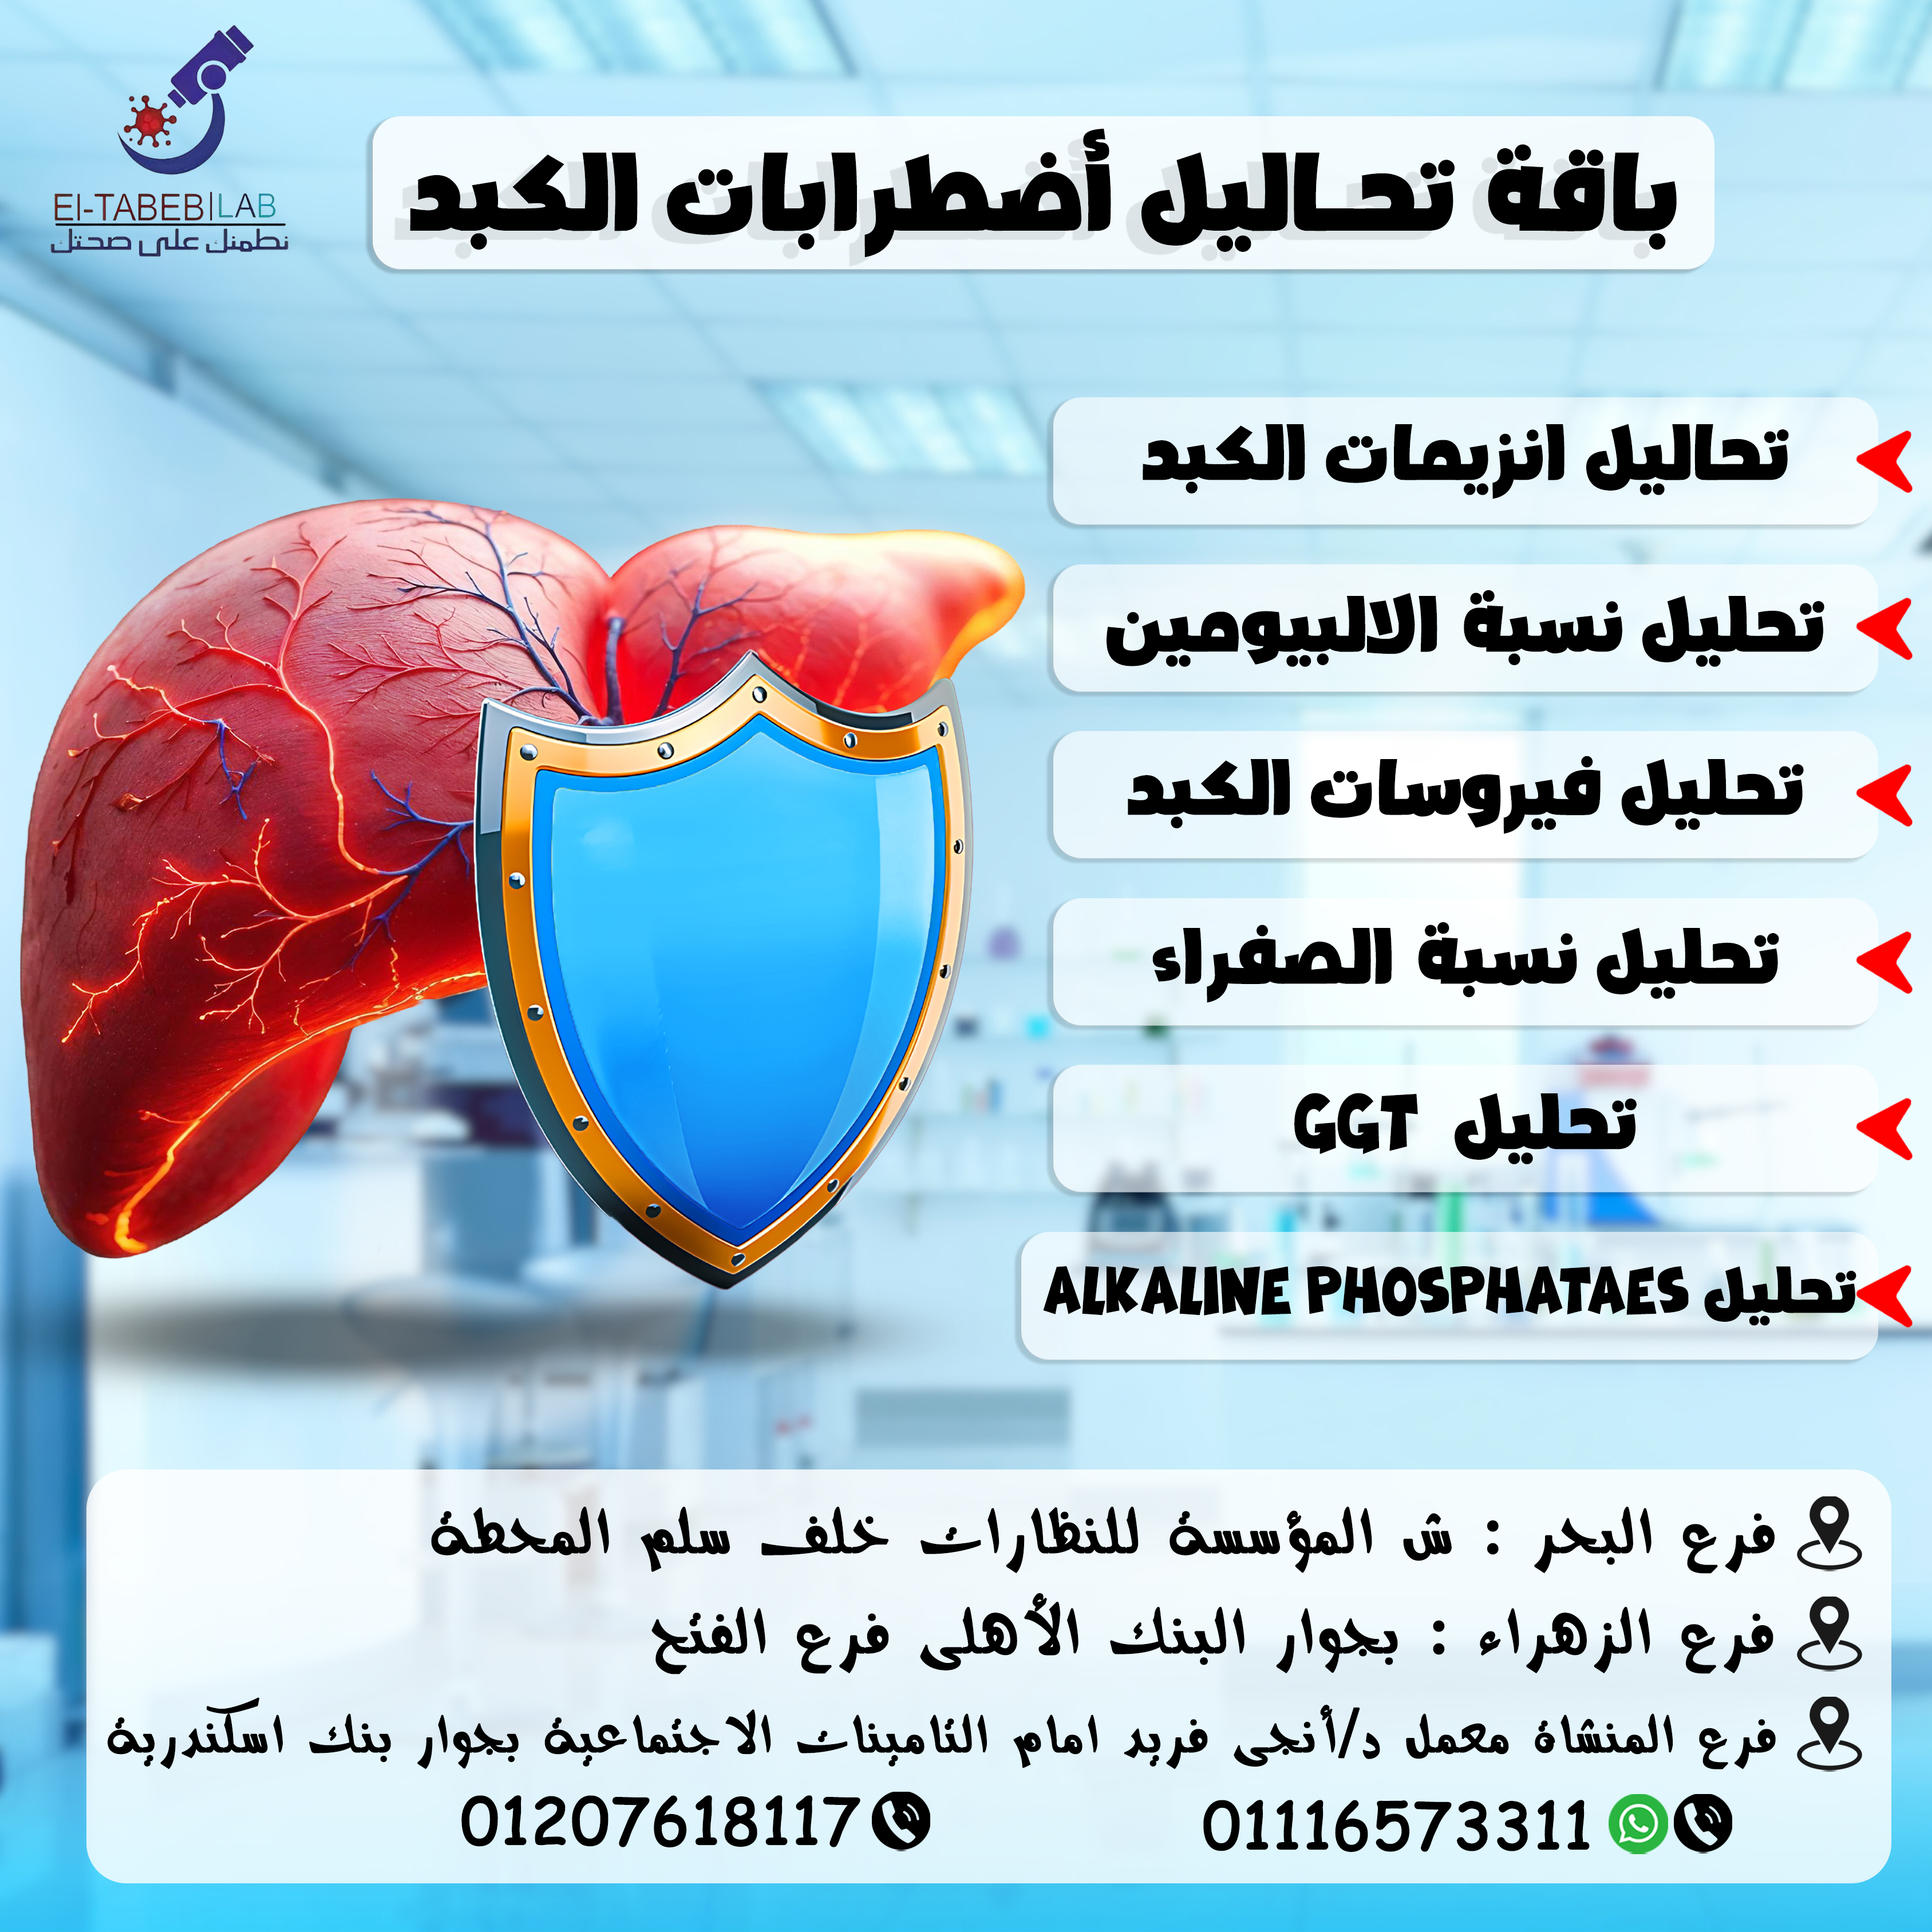 El-TABEB|LAB
نطمنك على صحتك
باقة تحاليل أضطرابات الكبد
تحاليل انزيمات الكبد
تحليل نسبة الالبيومين
تحليل فيروسات الكبد
تحليل نسبة الصفراء
تحليل GGT
تحليل ALKALINE PHOSPHATAES
فرع البحر : ش المؤسسة للنظارات خلف سلم المحطة
فرع الزهراء : بجوار البنك الأهلى فرع الفتح
فرع المنشاة معمل د/أنجى فريد امام التامينات الاجتماعية بجوار بنك اسكندرية
01116573311
01207618117